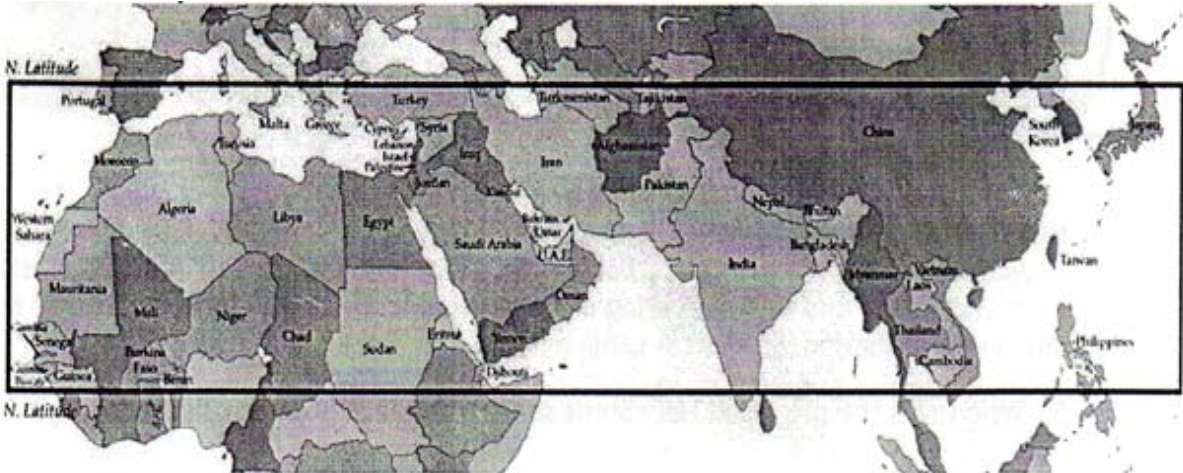 N. Latitude
Portugal
Turkey
Turkmenistan
Tajikistan
China
Malta
Greece
Cyprus
Syria
South
Korea
Japan
Morocco
Tunisia
Lebanon
Israel
Palestine
Iraq
Iran
Afghanistan
Jordan
Pakistan
Algeria
Libya
Egypt
Kuwait
Nepal
Bhutan
Western
Sahara
Bahrain
Qatar
Saudi Arabia
U.A.E.
Bangladesh
India
Taiwan
Mauritania
Myanmar
Vietnam
Laos
Oman
Mali
Niger
Chad
Sudan
Eritrea
Yemen
Thailand
Senegal
Philippines
Burkina
Faso
Benin
Guinea
Djibouti
Cambodia
N. Latitude